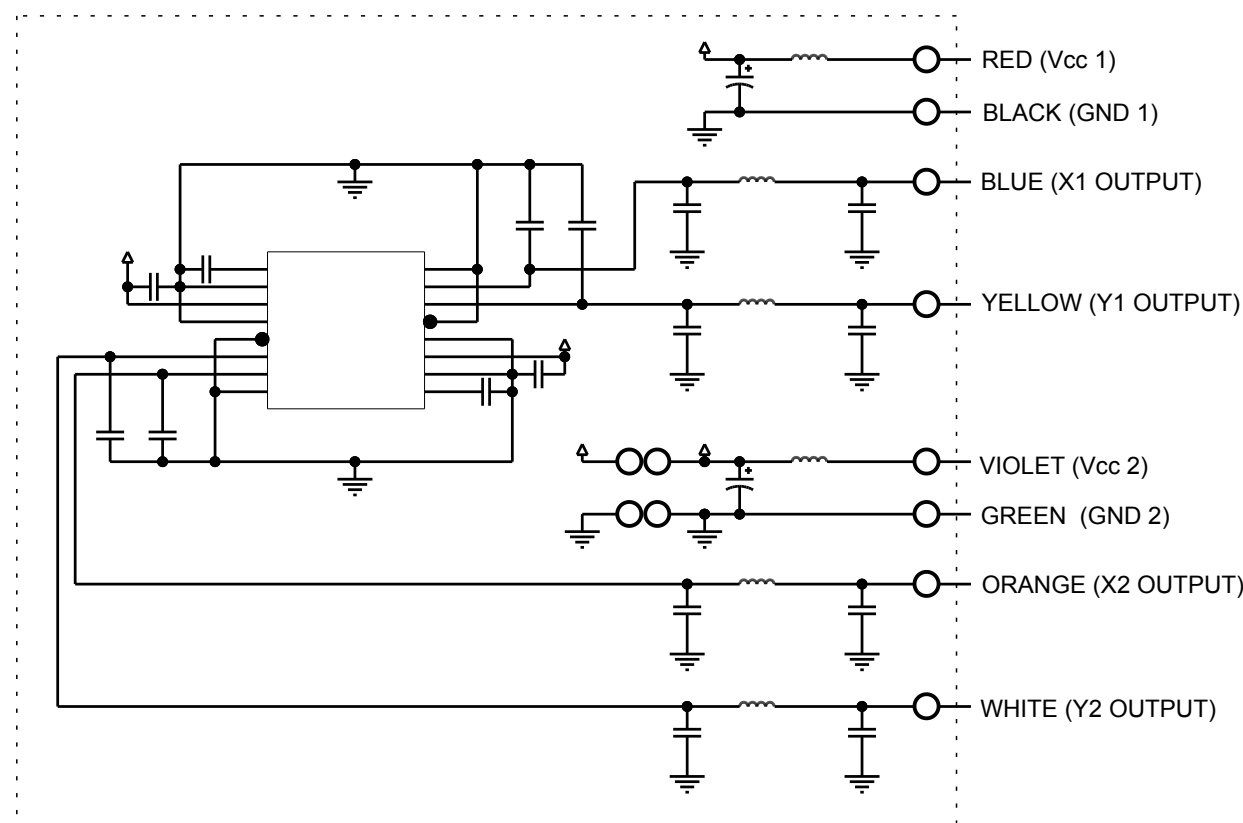 RED (Vcc 1)
BLACK (GND 1)
BLUE (X1 OUTPUT)
YELLOW (Y1 OUTPUT)
VIOLET (Vcc 2)
GREEN (GND 2)
ORANGE (X2 OUTPUT)
WHITE (Y2 OUTPUT)